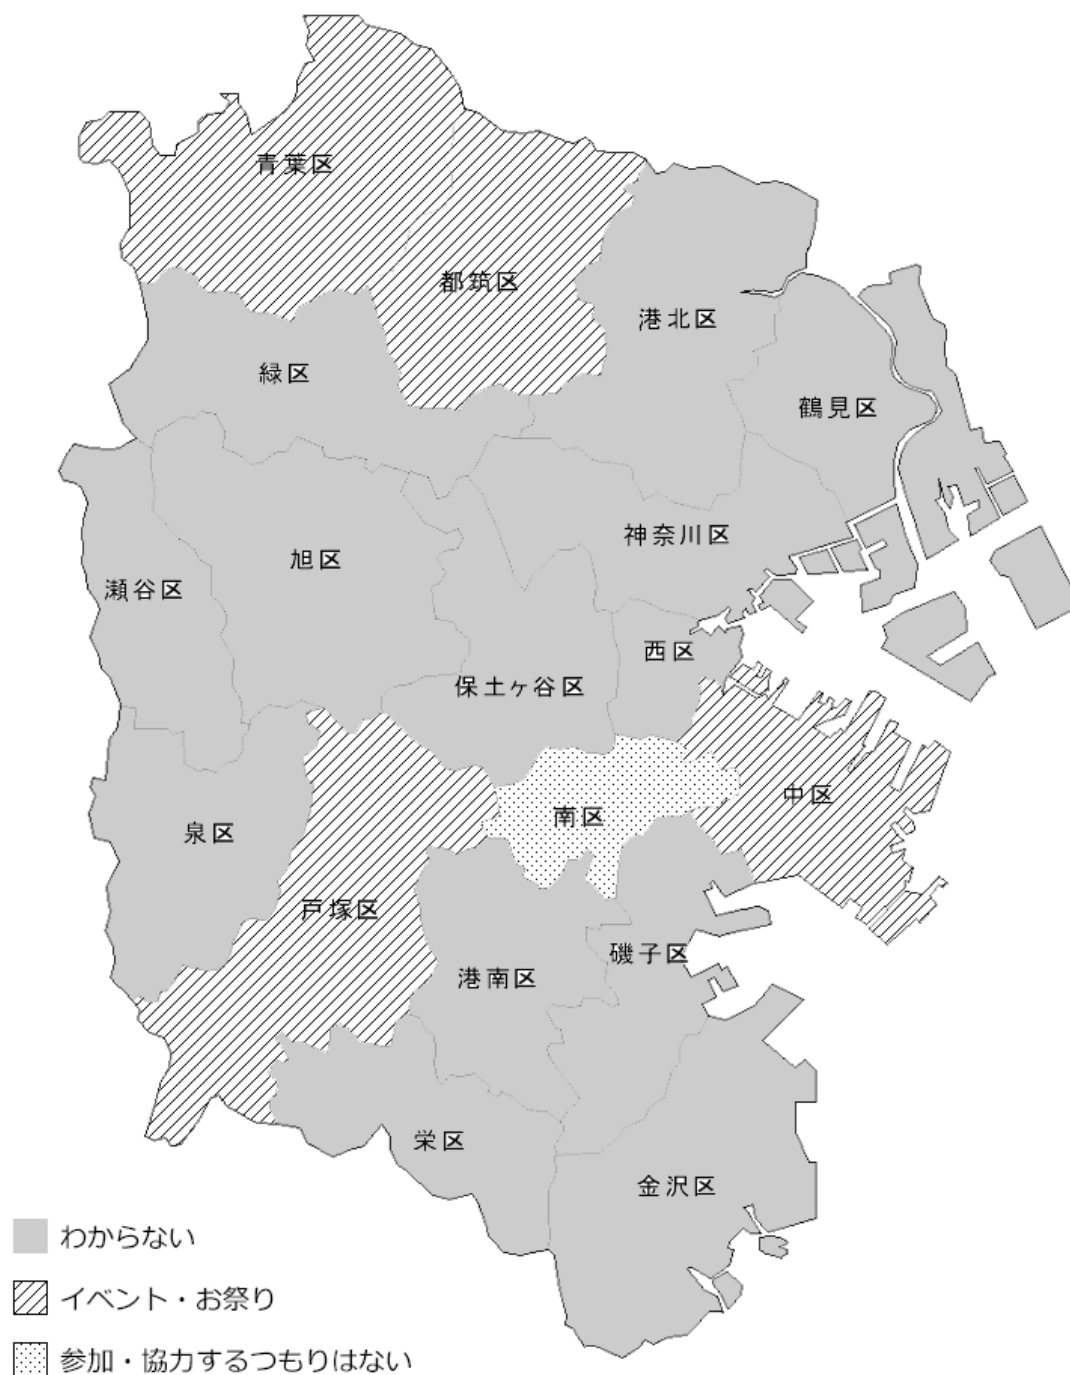 青葉区
都筑区
港北区
緑区
鶴見区
神奈川区
旭区
瀬谷区
西区
保土ヶ谷区
中区
南区
泉区
戸塚区
磯子区
港南区
栄区
金沢区
わからない
イベント・お祭り
参加・協力するつもりはない